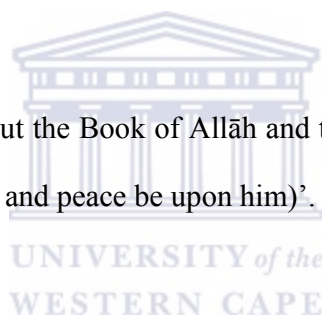 ut the Book of Allāh and t
and peace be upon him)’.
UNIVERSITY of the
WESTERN CAPE